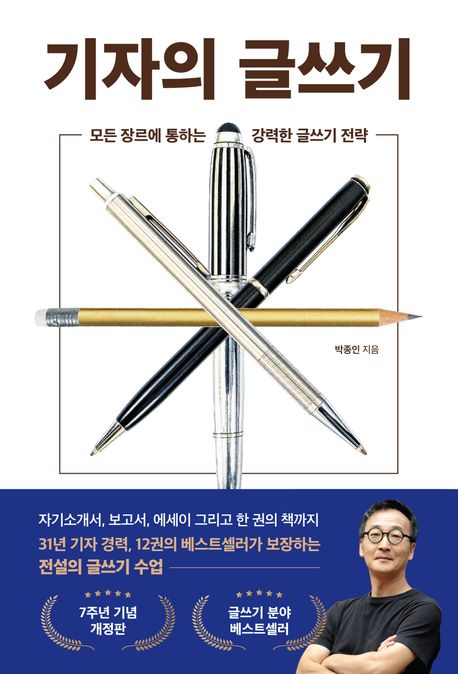 기자의 글쓰기
모든 장르에 통하는 강력한 글쓰기 전략
박종인 지음
자기소개서, 보고서, 에세이 그리고 한 권의 책까지
31년 기자 경력, 12권의 베스트셀러가 보장하는
전설의 글쓰기 수업
7주년 기념
개정판
글쓰기 분야
베스트셀러